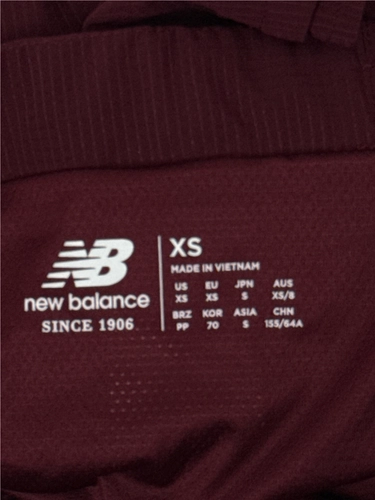 NB
new balance
SINCE 1906
XS
MADE IN VIETNAM
US EU JPN AUS
XS XS S XS/8
BRZ KOR ASIA CHN
PP 70 S 155/64A